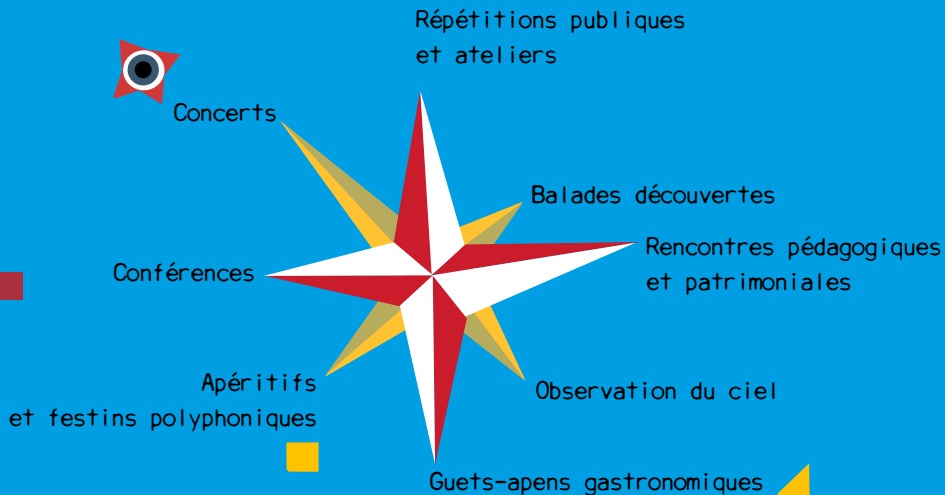 Répétitions publiques
et ateliers
Concerts
Balades découvertes
Rencontres pédagogiques
et patrimoniales
Conférences
Apéritifs
et festins polyphoniques
Observation du ciel
Guets-apens gastronomiques